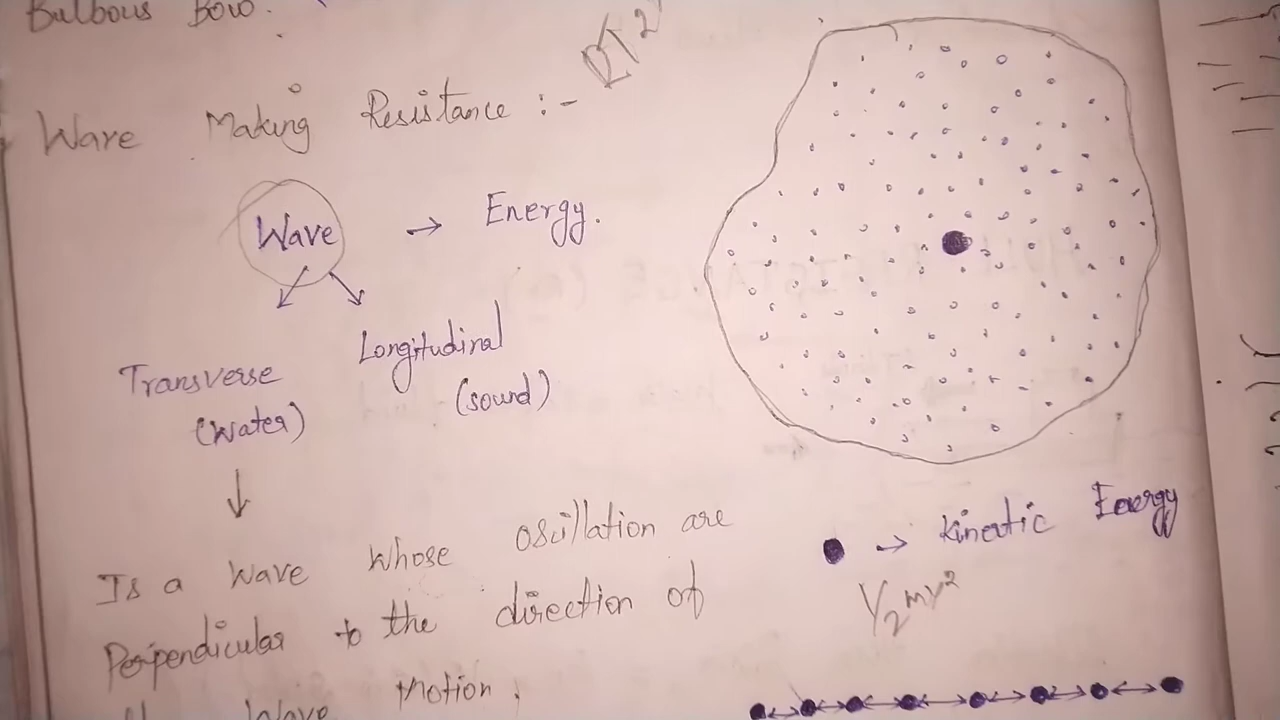 Bulbous Bow.
Wave Making Resistance :-
Wave → Energy.
Transverse
(Water)
Longitudinal
(sound)
Is a wave whose oscillation are
Perpendicular to the direction of
Wave Motion.
→ Kinetic Energy
1/2 mv²